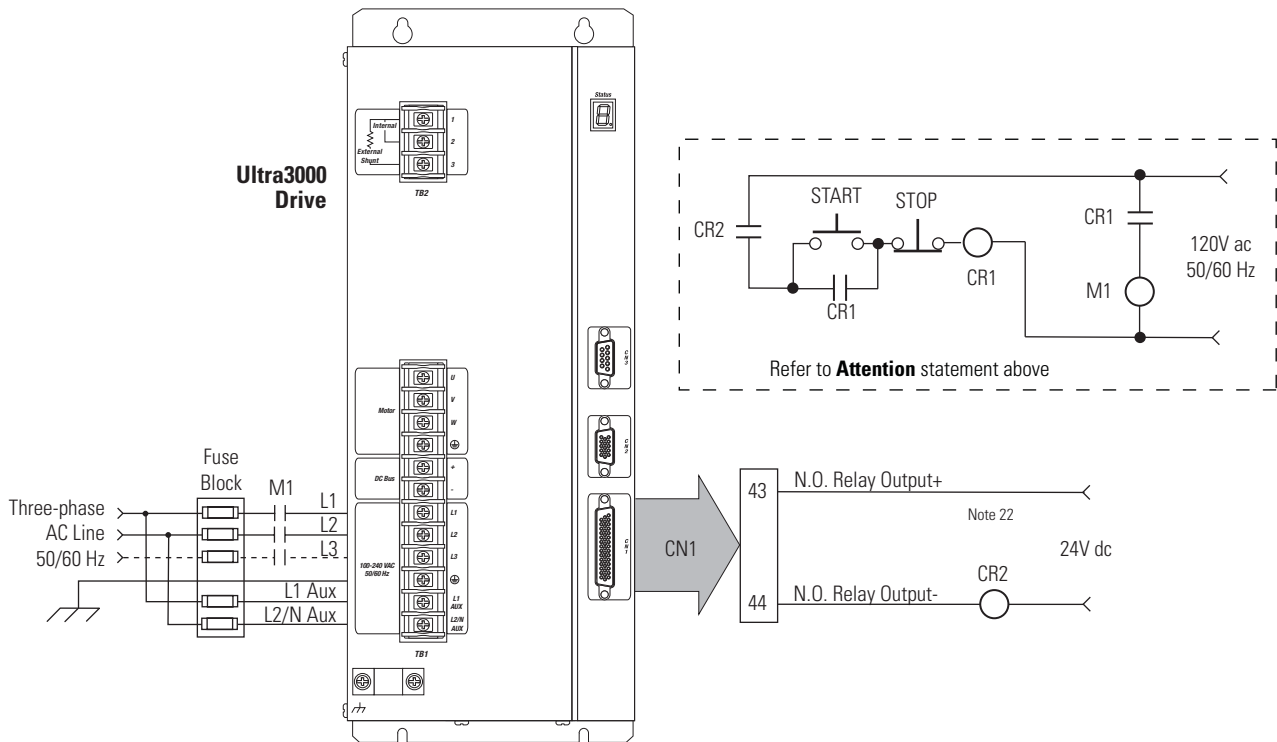 Status
Internal
External
Shunt
1
2
3
TB2
Ultra3000
Drive
START
STOP
CR2
CR1
CR1
CR1
M1
120V ac
50/60 Hz
Refer to Attention statement above
CN3
CN2
CN1
Motor
U
V
W
DC Bus
+
-
100-240 VAC
50/60 Hz
L1
L2
L3
L1
AUX
L2/N
AUX
TB1
Fuse
Block
M1
Three-phase
AC Line
50/60 Hz
L1
L2
L3
L1 Aux
L2/N Aux
CN1
43
N.O. Relay Output+
Note 22
24V dc
CR2
44
N.O. Relay Output-